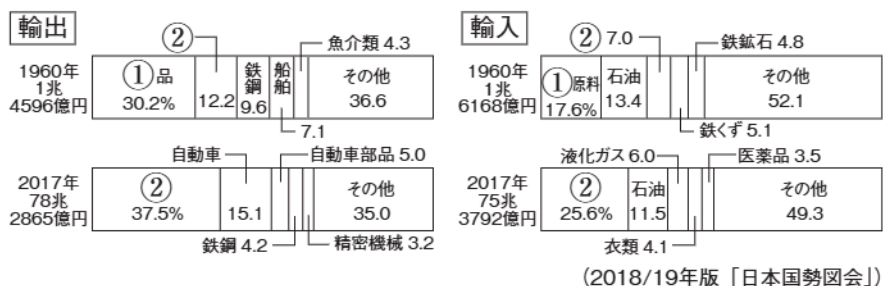 輸出
1960年
1兆
4596億円
①品
30.2%
②
12.2
鉄鋼
9.6
船舶
7.1
魚介類 4.3
その他
36.6
2017年
78兆
2865億円
②
37.5%
自動車
15.1
自動車部品 5.0
鉄鋼 4.2
精密機械 3.2
その他
35.0
輸入
1960年
1兆
6168億円
①原料
17.6%
石油
13.4
② 7.0
鉄くず 5.1
鉄鉱石 4.8
その他
52.1
2017年
75兆
3792億円
②
25.6%
石油
11.5
液化ガス 6.0
衣類 4.1
医薬品 3.5
その他
49.3
(2018/19年版「日本国勢図会」)